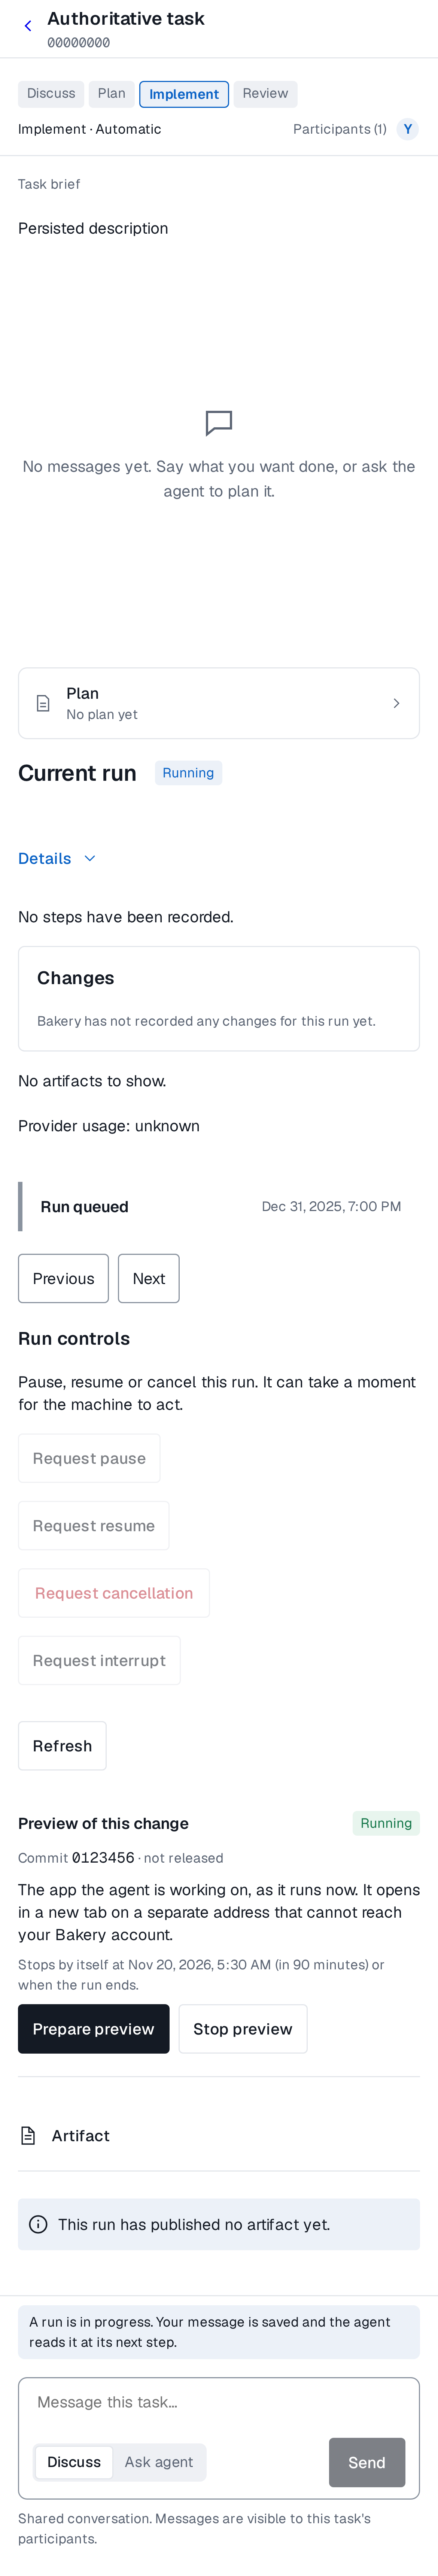 Authoritative task
00000000
Discuss Plan Implement Review
Implement · Automatic Participants (1) Y
Task brief
Persisted description
No messages yet. Say what you want done, or ask the
agent to plan it.
Plan
No plan yet
Current run Running
Details
No steps have been recorded.
Changes
Bakery has not recorded any changes for this run yet.
No artifacts to show.
Provider usage: unknown
Run queued Dec 31, 2025, 7:00 PM
Previous Next
Run controls
Pause, resume or cancel this run. It can take a moment
for the machine to act.
Request pause
Request resume
Request cancellation
Request interrupt
Refresh
Preview of this change Running
Commit 0123456 · not released
The app the agent is working on, as it runs now. It opens
in a new tab on a separate address that cannot reach
your Bakery account.
Stops by itself at Nov 20, 2026, 5:30 AM (in 90 minutes) or
when the run ends.
Prepare preview Stop preview
Artifact
This run has published no artifact yet.
A run is in progress. Your message is saved and the agent
reads it at its next step.
Message this task...
Discuss Ask agent Send
Shared conversation. Messages are visible to this task's
participants.